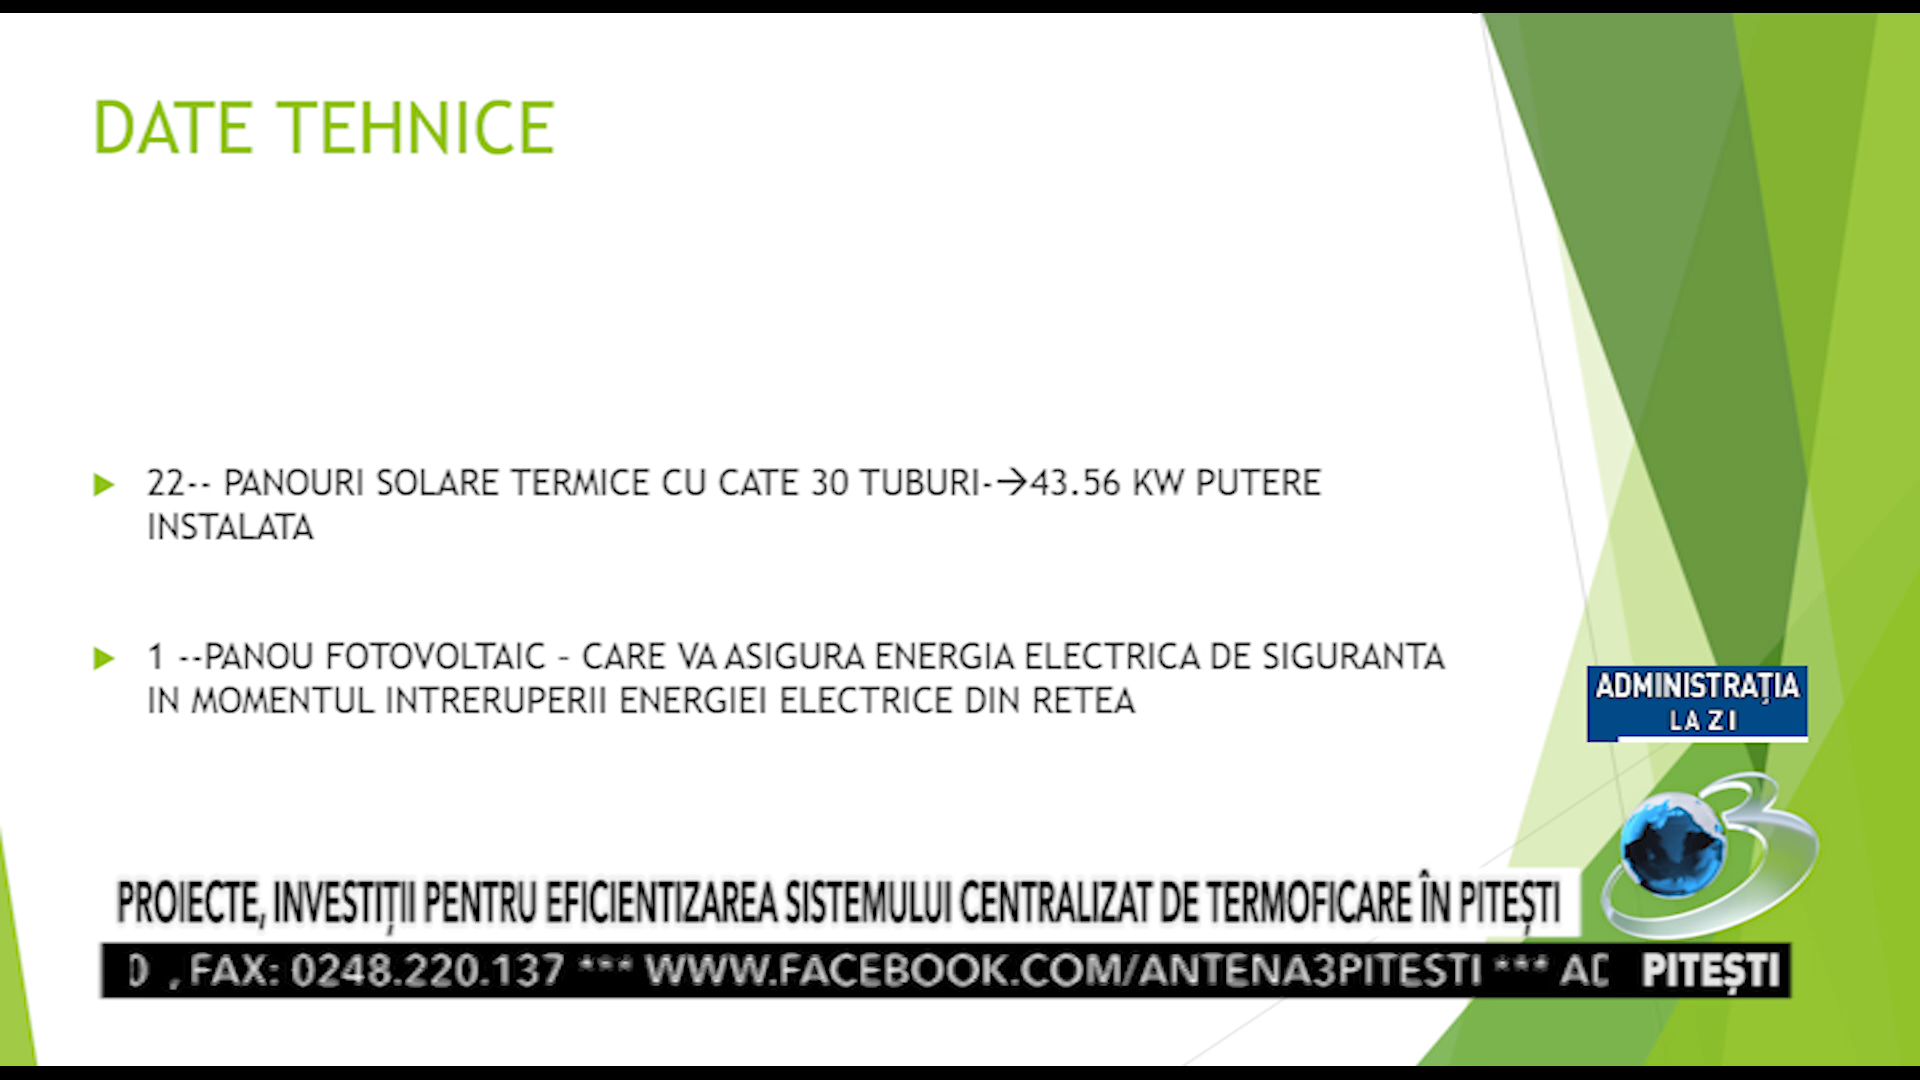 DATE TEHNICE
22-- PANOURI SOLARE TERMICE CU CATE 30 TUBURI-→43.56 KW PUTERE
INSTALATA
1 --PANOU FOTOVOLTAIC – CARE VA ASIGURA ENERGIA ELECTRICA DE SIGURANTA
IN MOMENTUL INTRERUPERII ENERGIEI ELECTRICE DIN RETEA
ADMINISTRAȚIA
LA ZI
3
PROIECTE, INVESTIȚII PENTRU EFICIENTIZAREA SISTEMULUI CENTRALIZAT DE TERMOFICARE ÎN PITEȘTI
, FAX: 0248.220.137 *** WWW.FACEBOOK.COM/ANTENA3PITESTI ***
PITEȘTI